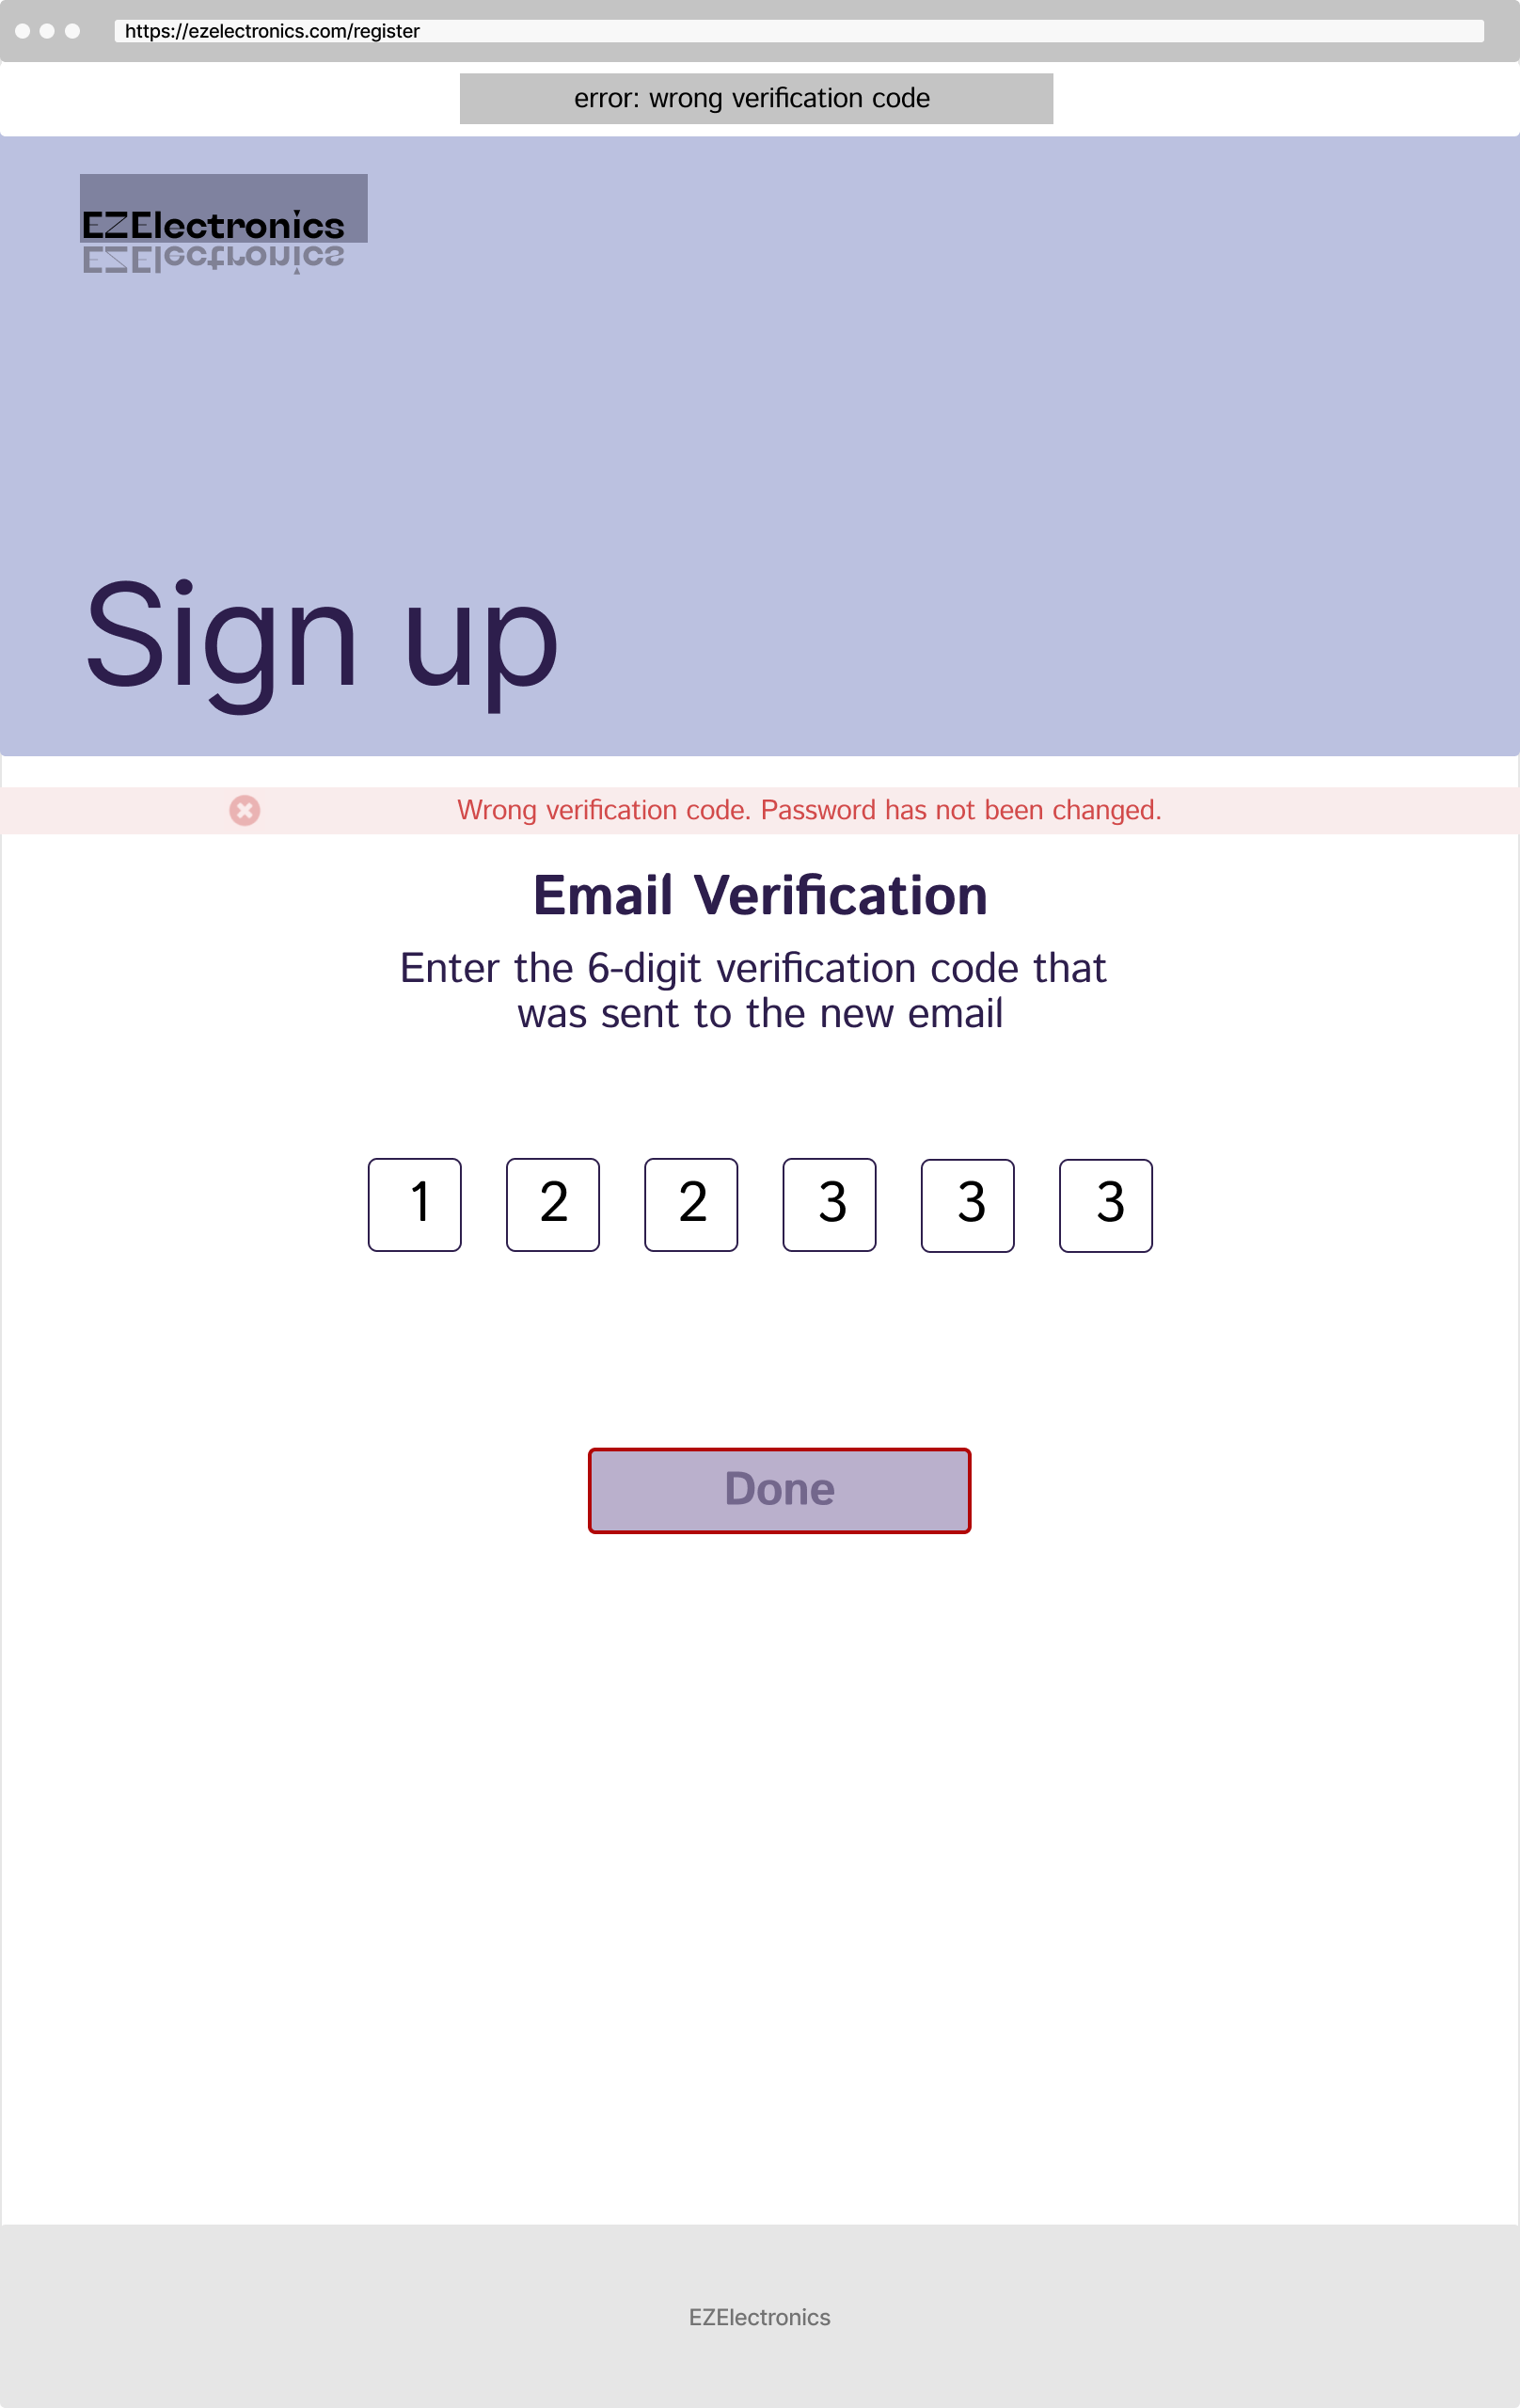 https://ezelectronics.com/register
error: wrong verification code
EZElectronics
EZElectronics
Sign up
Wrong verification code. Password has not been changed.
Email Verification
Enter the 6-digit verification code that
was sent to the new email
1 2 2 3 3 3
Done
EZElectronics